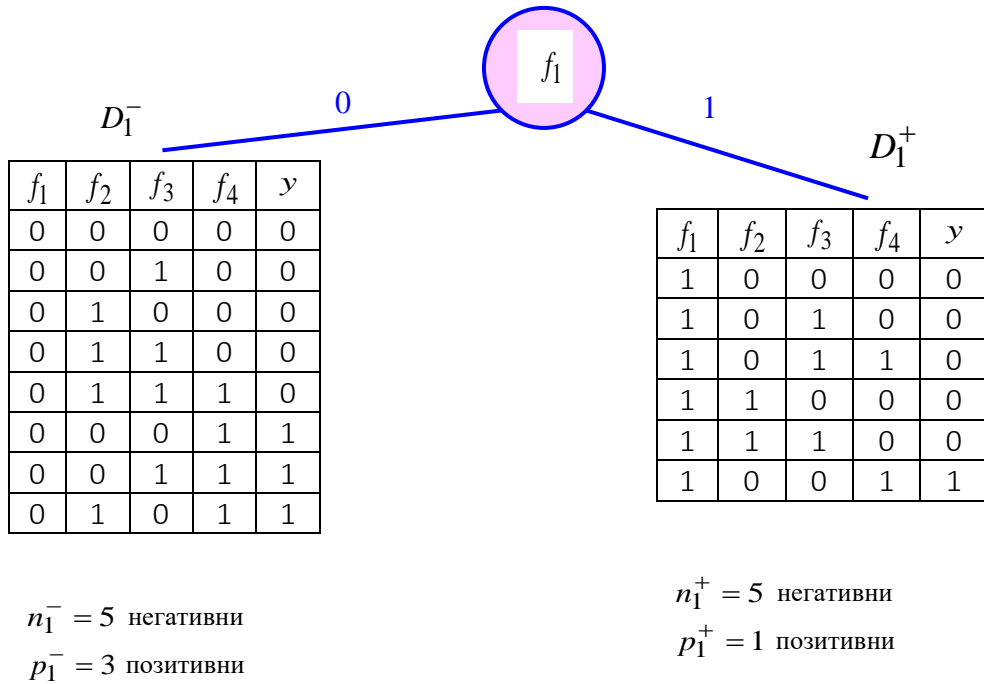 f₁
0
1
D₁⁻
D₁⁺
f₁ f₂ f₃ f₄ y
0 0 0 0 0
0 0 1 0 0
0 1 0 0 0
0 1 1 0 0
0 1 1 1 0
0 0 0 1 1
0 0 1 1 1
0 1 0 1 1
f₁ f₂ f₃ f₄ y
1 0 0 0 0
1 0 1 0 0
1 0 1 1 0
1 1 0 0 0
1 1 1 0 0
1 0 0 1 1
n₁⁻ = 5 негативни
p₁⁻ = 3 позитивни
n₁⁺ = 5 негативни
p₁⁺ = 1 позитивни